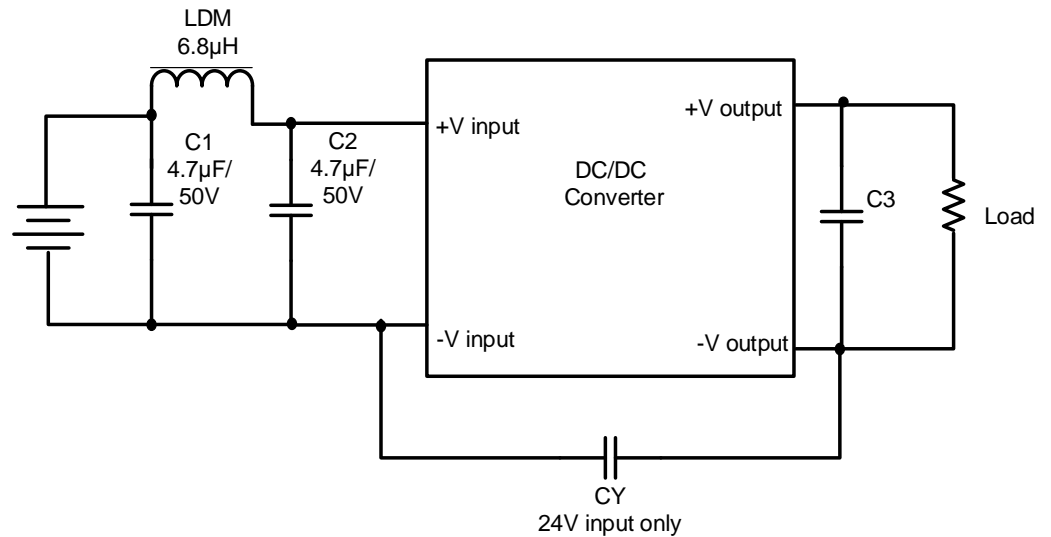 LDM
6.8µH
C1
4.7µF/
50V
C2
4.7µF/
50V
+V input
-V input
DC/DC
Converter
+V output
-V output
C3
Load
CY
24V input only